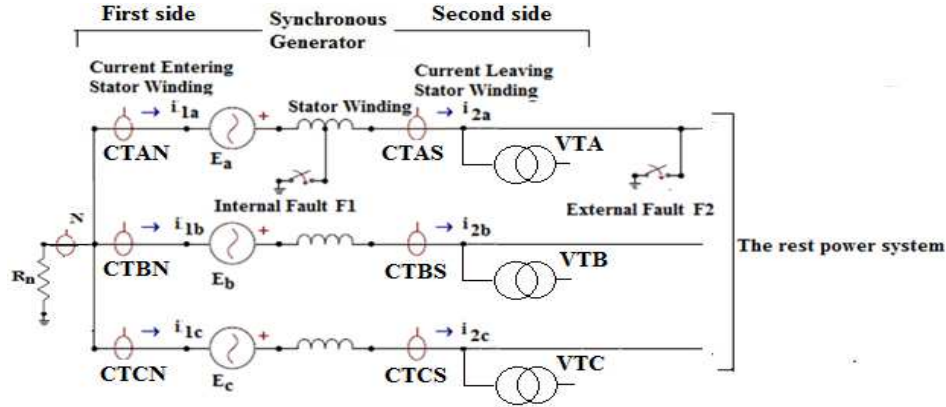 First side
Synchronous
Generator
Second side
Current Entering
Stator Winding
Current Leaving
Stator Winding
i1a
+
Stator Winding
i2a
CTAN
Ea
CTAS
VTA
Internal Fault F1
External Fault F2
i1b
+
i2b
CTBN
Eb
CTBS
VTB
Rn
The rest power system
i1c
+
i2c
CTCN
Ec
CTCS
VTC